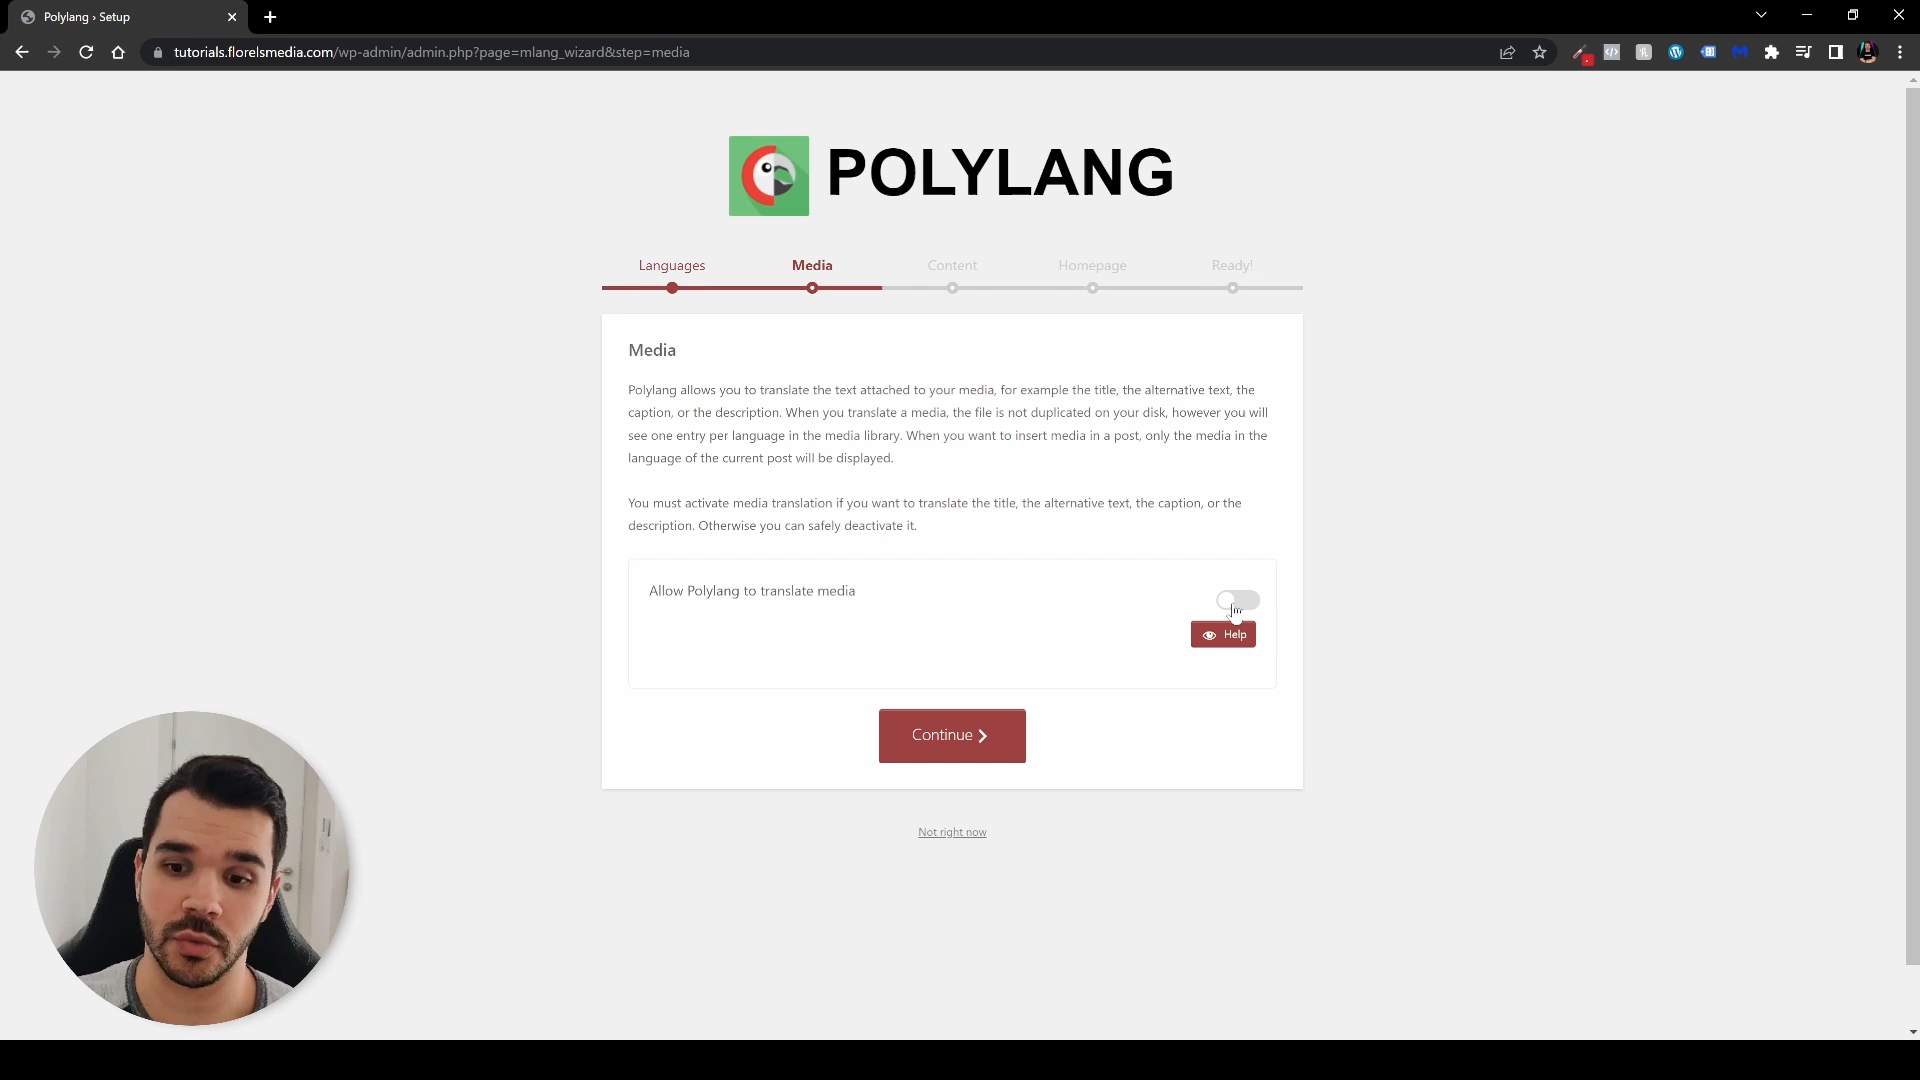 Polylang › Setup
tutorials.florelsmedia.com/wp-admin/admin.php?page=mlang_wizard&step=media
POLYLANG
Languages
Media
Content
Homepage
Ready!
Media
Polylang allows you to translate the text attached to your media, for example the title, the alternative text, the
caption, or the description. When you translate a media, the file is not duplicated on your disk, however you will
see one entry per language in the media library. When you want to insert media in a post, only the media in the
language of the current post will be displayed.
You must activate media translation if you want to translate the title, the alternative text, the caption, or the
description. Otherwise you can safely deactivate it.
Allow Polylang to translate media
Help
Continue
Not right now